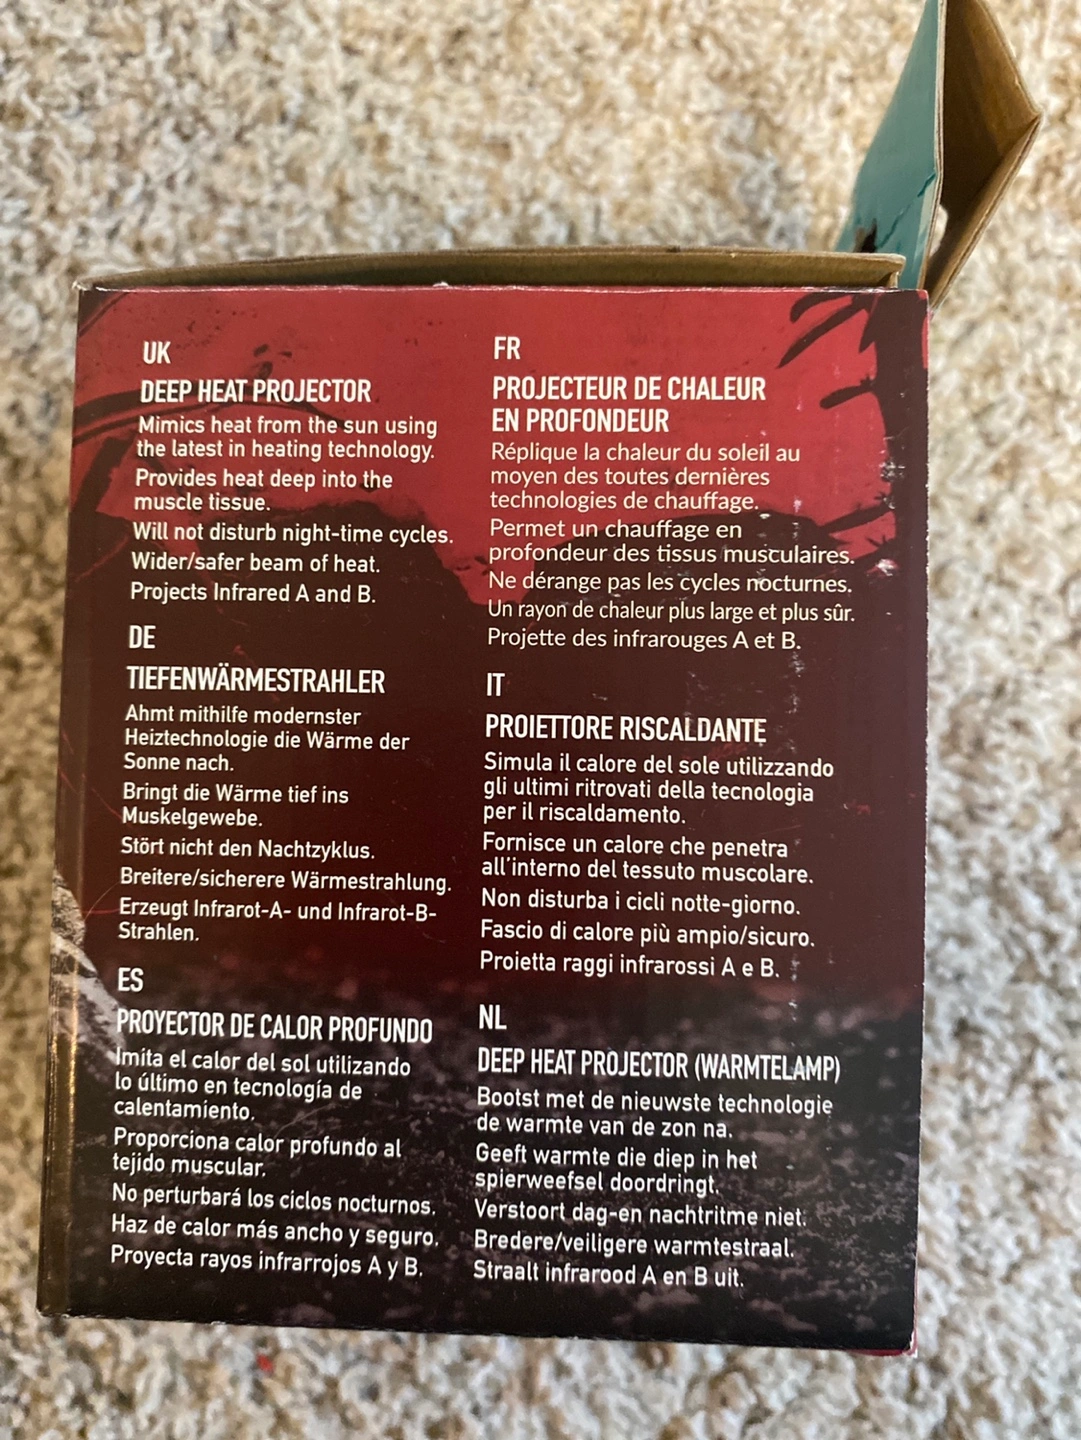 UK
DEEP HEAT PROJECTOR
Mimics heat from the sun using
the latest in heating technology.
Provides heat deep into the
muscle tissue.
Will not disturb night-time cycles.
Wider/safer beam of heat.
Projects Infrared A and B.
DE
TIEFENWÄRMESTRAHLER
Ahmt mithilfe modernster
Heiztechnologie die Wärme der
Sonne nach.
Bringt die Wärme tief ins
Muskelgewebe.
Stört nicht den Nachtzyklus.
Breitere/sicherere Wärmestrahlung.
Erzeugt Infrarot-A- und Infrarot-B-
Strahlen.
ES
PROYECTOR DE CALOR PROFUNDO
Imita el calor del sol utilizando
lo último en tecnología de
calentamiento.
Proporciona calor profundo al
tejido muscular.
No perturbará los ciclos nocturnos.
Haz de calor más ancho y seguro.
Proyecta rayos infrarrojos A y B.
FR
PROJECTEUR DE CHALEUR
EN PROFONDEUR
Réplique la chaleur du soleil au
moyen des toutes dernières
technologies de chauffage.
Permet un chauffage en
profondeur des tissus musculaires.
Ne dérange pas les cycles nocturnes.
Un rayon de chaleur plus large et plus sûr.
Projette des infrarouges A et B.
IT
PROIETTORE RISCALDANTE
Simula il calore del sole utilizzando
gli ultimi ritrovati della tecnologia
per il riscaldamento.
Fornisce un calore che penetra
all'interno del tessuto muscolare.
Non disturba i cicli notte-giorno.
Fascio di calore più ampio/sicuro.
Proietta raggi infrarossi A e B.
NL
DEEP HEAT PROJECTOR (WARMTELAMP)
Bootst met de nieuwste technologie
de warmte van de zon na.
Geeft warmte die diep in het
spierweefsel doordringt.
Verstoort dag-en nachtritme niet.
Bredere/veiligere warmtestraal.
Straalt infrarood A en B uit.